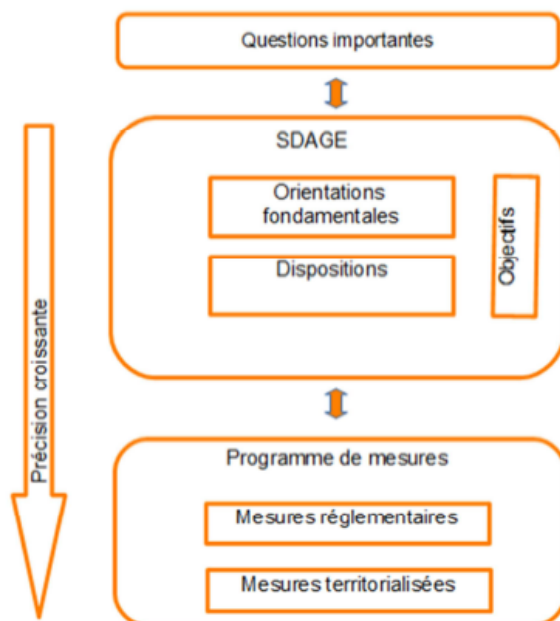 Questions importantes
SDAGE
Orientations
fondamentales
Dispositions
Objectifs
Précision croissante
Programme de mesures
Mesures réglementaires
Mesures territorialisées